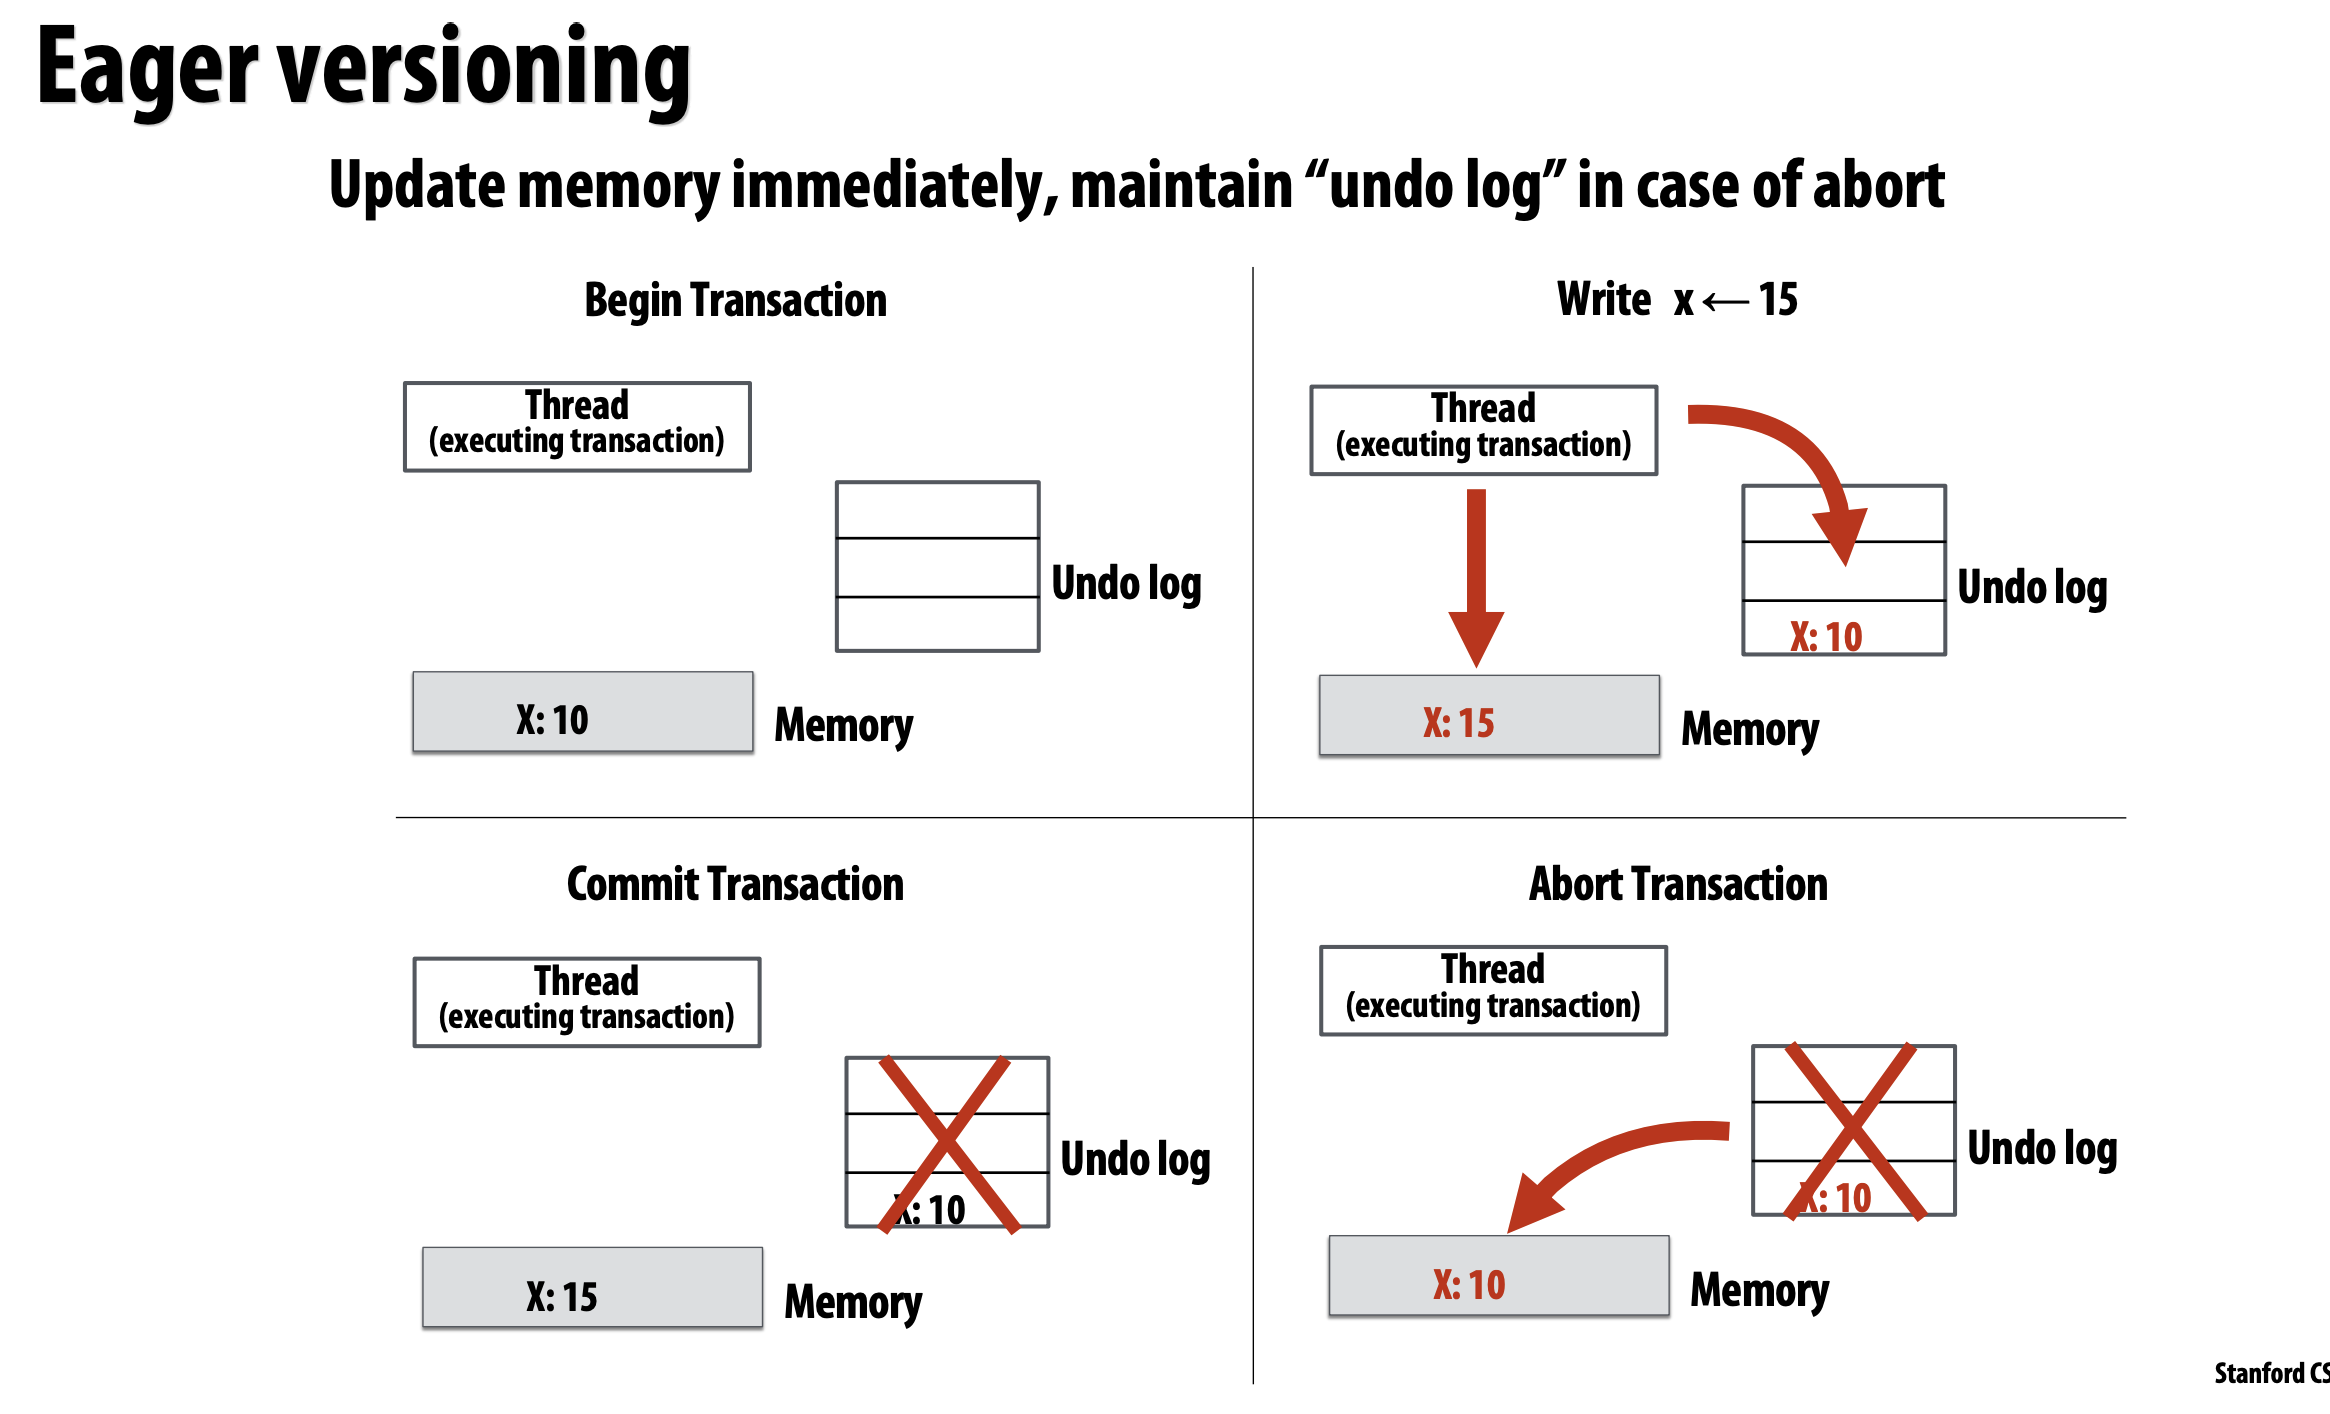 Eager versioning
Update memory immediately, maintain “undo log” in case of abort
Begin Transaction
Thread
(executing transaction)
Undo log
X: 10
Memory
Write x ← 15
Thread
(executing transaction)
Undo log
X: 10
X: 15
Memory
Commit Transaction
Thread
(executing transaction)
Undo log
X: 10
X: 15
Memory
Abort Transaction
Thread
(executing transaction)
Undo log
X: 10
X: 10
Memory
Stanford CS